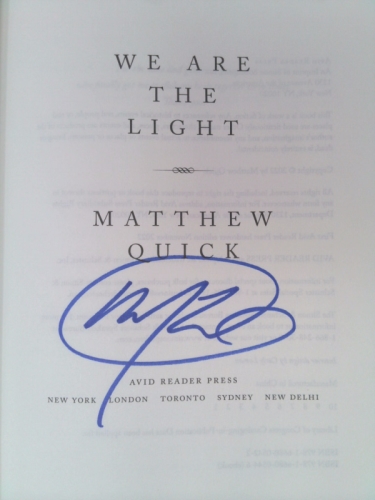 WE ARE
THE
LIGHT
MATTHEW
QUICK
AVID READER PRESS
NEW YORK LONDON TORONTO SYDNEY NEW DELHI